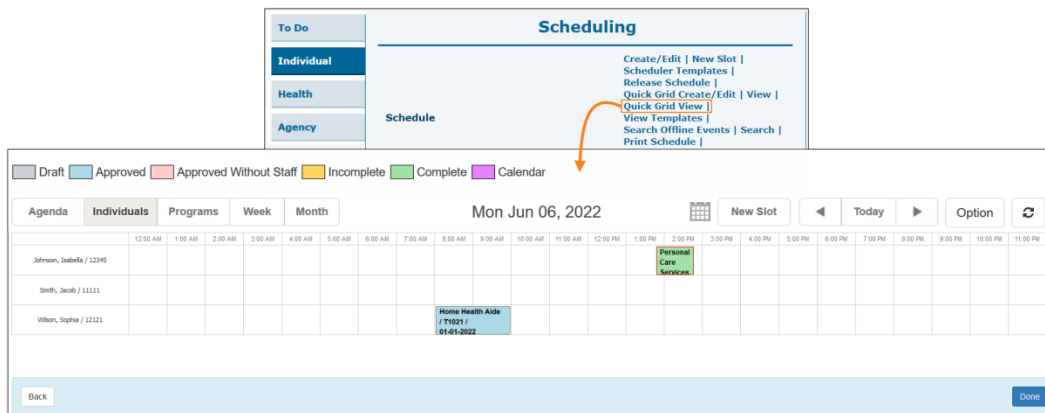 To Do
Individual
Health
Agency
Scheduling
Schedule
Create/Edit | New Slot |
Scheduler Templates |
Release Schedule |
Quick Grid Create/Edit | View |
Quick Grid View |
View Templates |
Search Offline Events | Search |
Print Schedule |
Draft Approved Approved Without Staff Incomplete Complete Calendar
Agenda Individuals Programs Week Month Mon Jun 06, 2022 New Slot Today Option
12:00 AM 1:00 AM 2:00 AM 3:00 AM 4:00 AM 5:00 AM 6:00 AM 7:00 AM 8:00 AM 9:00 AM 10:00 AM 11:00 AM 12:00 PM 1:00 PM 2:00 PM 3:00 PM 4:00 PM 5:00 PM 6:00 PM 7:00 PM 8:00 PM 9:00 PM 10:00 PM 11:00 PM
Johnson, Isabella / 12345
Personal
Care
Services
Smith, Jacob / 11111
Wilson, Sophia / 12121
Home Health Aide
/ T1021 /
01-01-2022
Back Done